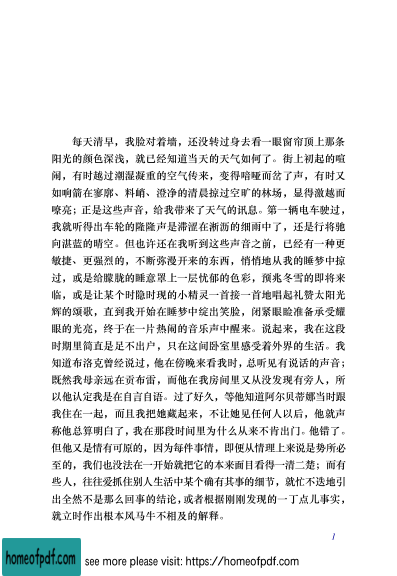 每天清早，我脸对着墙，还没转过身去看一眼窗帘顶上那条
阳光的颜色深浅，就已经知道当天的天气如何了。街上初起的喧
闹，有时越过潮湿凝重的空气传来，变得喑哑而岔了声，有时又
如响箭在寥廓、料峭、澄净的清晨掠过空旷的林场，显得激越而
嘹亮；正是这些声音，给我带来了天气的讯息。第一辆电车驶过，
我就听得出车轮的隆隆声是滞涩在淅沥的细雨中了，还是行将驰
向湛蓝的晴空。但也许还在我听到这些声音之前，已经有一种更
敏捷、更强烈的，不断弥漫开来的东西，悄悄地从我的睡梦中掠
过，或是给朦胧的睡意罩上一层忧郁的色彩，预兆冬雪的即将来
临，或是让某个时隐时现的小精灵一首接一首地唱起礼赞太阳光
辉的颂歌，直到我开始在睡梦中绽出笑脸，闭紧眼睑准备承受耀
眼的光亮，终于在一片热闹的音乐声中醒来。说起来，我在这段
时期里简直是足不出户，只在这间卧室里感受着外界的生活。我
知道布洛克曾经说过，他在傍晚来看我时，总听见有说话的声音；
既然我母亲远在贡布雷，而他在我房间里又从没发现有旁人，所
以他认定我是在自言自语。过了好久，等他知道阿尔贝蒂娜当时跟
我住在一起，而且我把她藏起来，不让她见任何人以后，他就声
称他总算明白了，我在那段时间里为什么从来不肯出门。他错了。
但他又是情有可原的，因为每件事情，即便从情理上来说是势所必
至的，我们也没法在一开始就把它的本来面目看得一清二楚；而有
些人，往往爱抓住别人生活中某个确有其事的细节，就忙不迭地引
出全然不是那么回事的结论，或者根据刚刚发现的一丁点儿事实，
就立时作出根本风马牛不相及的解释。
1
homeofpdf.com
see more please visit: https://homeofpdf.com